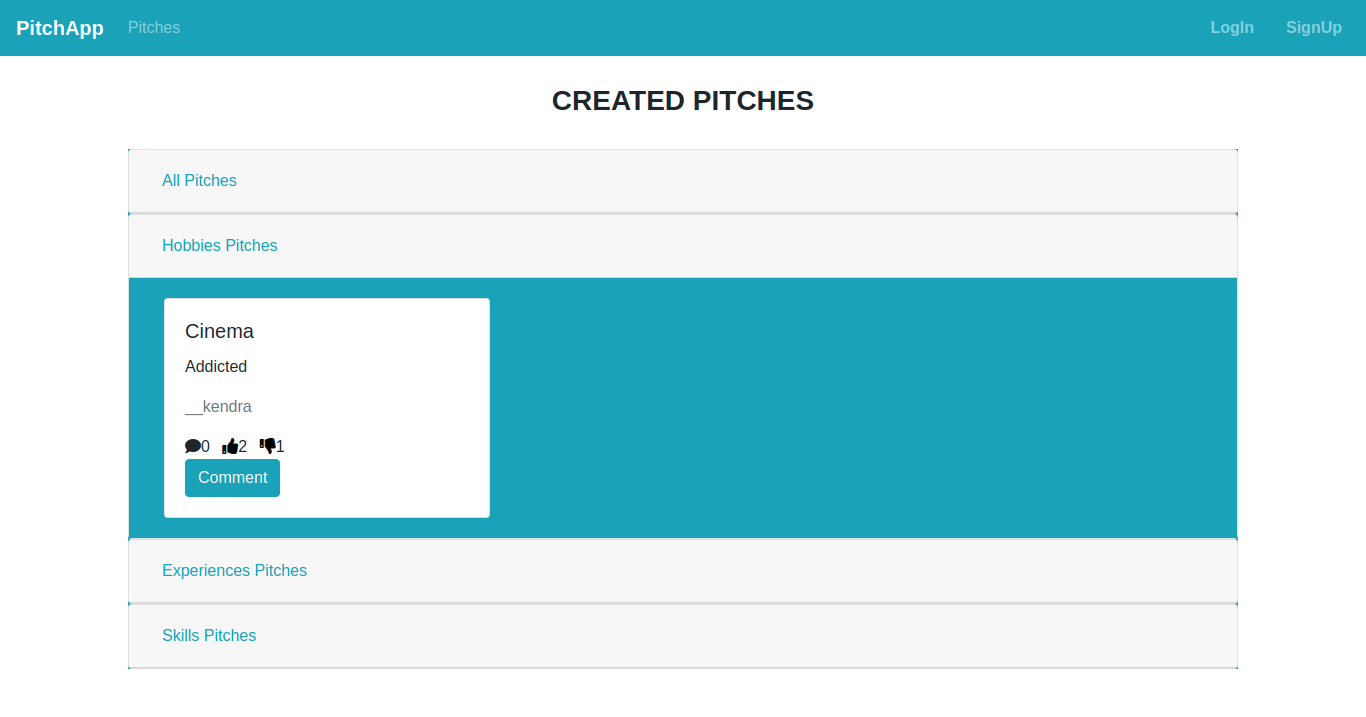 PitchApp Pitches LogIn SignUp
CREATED PITCHES
All Pitches
Hobbies Pitches
Cinema
Addicted
__kendra
0 2 1
Comment
Experiences Pitches
Skills Pitches